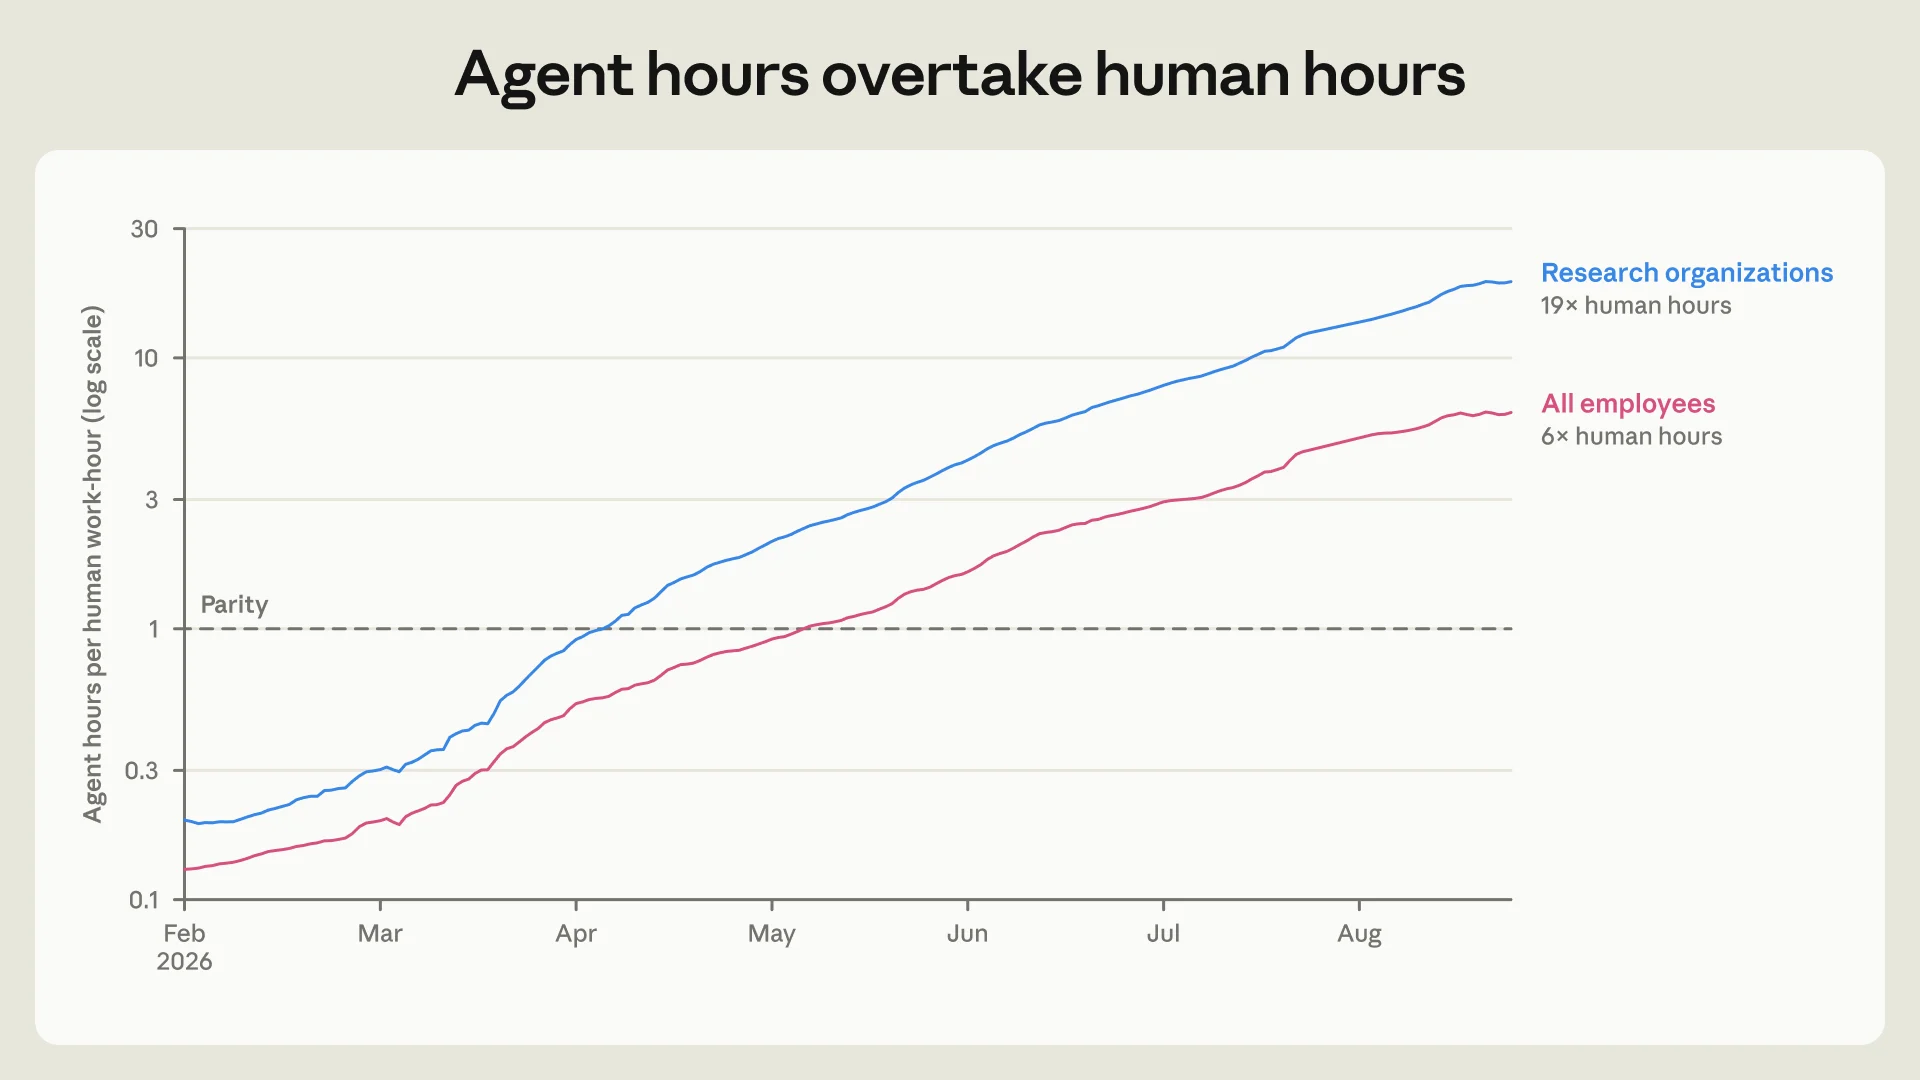 Agent hours overtake human hours
Agent hours per human work-hour (log scale)
30
10
3
1
0.3
0.1
Parity
Research organizations
19× human hours
All employees
6× human hours
Feb
2026
Mar
Apr
May
Jun
Jul
Aug